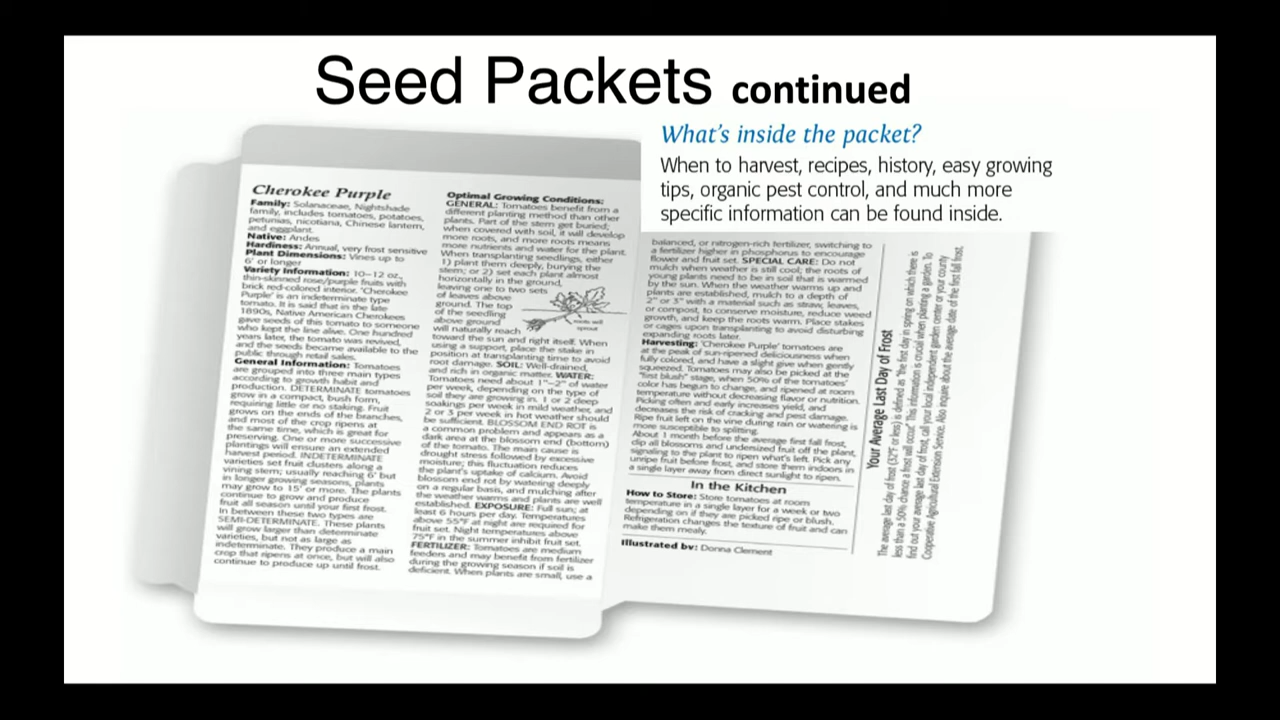 Seed Packets continued
What's inside the packet?
When to harvest, recipes, history, easy growing
tips, organic pest control, and much more
specific information can be found inside.
Cherokee Purple
Family: Solanaceae, Nightshade
family, includes tomatoes, potatoes,
petunias, nicotiana, Chinese lantern,
and eggplant.
Native: Andes
Hardiness: Annual, very frost sensitive
Plant Dimensions: Vines up to
6' or longer
Variety Information: 10–12 oz.,
thin-skinned rose/purple fruits with
brick red-colored interior. 'Cherokee
Purple' is an indeterminate type
tomato. It is said that in the late
1890s, Native American Cherokees
gave seeds of this tomato to someone
who kept the line alive. One hundred
years later, the tomato was revived,
and the seeds became available to the
public through retail sales.
General Information: Tomatoes
are grouped into three main types
according to growth habit and
production. DETERMINATE tomatoes
grow in a compact, bush form,
requiring little or no staking. Fruit
grows on the ends of the branches,
and most of the crop ripens at
the same time, which is great for
preserving. One or more successive
plantings will ensure an extended
harvest period. INDETERMINATE
varieties set fruit clusters along a
vining stem; usually reaching 6' but
in longer growing seasons, plants
may grow to 15' or more. The plants
continue to grow and produce
fruit all season until your first frost.
In between these two types are
SEMI-DETERMINATE. These plants
will grow larger than determinate
varieties, but not as large as
indeterminate. They produce a main
crop that ripens at once, but will also
continue to produce up until frost.
Optimal Growing Conditions:
GENERAL: Tomatoes benefit from a
different planting method than other
plants. Part of the stem get buried;
when covered with soil, it will develop
more roots, and more roots means
more nutrients and water for the plant.
When transplanting seedlings, either
1) plant them deeply, burying the
stem; or 2) set each plant almost
horizontally in the ground,
leaving one to two sets
of leaves above
ground. The top
of the seedling
above ground
will naturally reach
roots will
sprout
toward the sun and right itself. When
using a support, place the stake in
position at transplanting time to avoid
root damage. SOIL: Well-drained,
and rich in organic matter. WATER:
Tomatoes need about 1"–2" of water
per week, depending on the type of
soil they are growing in. 1 or 2 deep
soakings per week in mild weather, and
2 or 3 per week in hot weather should
be sufficient. BLOSSOM END ROT is
a common problem and appears as a
dark area at the blossom end (bottom)
of the tomato. The main cause is
drought stress followed by excessive
moisture; this fluctuation reduces
the plant's uptake of calcium. Avoid
blossom end rot by watering deeply
on a regular basis, and mulching after
the weather warms and plants are well
established. EXPOSURE: Full sun; at
least 6 hours per day. Temperatures
above 55°F at night are required for
fruit set. Night temperatures above
75°F in the summer inhibit fruit set.
FERTILIZER: Tomatoes are medium
feeders and may benefit from fertilizer
during the growing season if soil is
deficient. When plants are small, use a
balanced, or nitrogen-rich fertilizer, switching to
a fertilizer higher in phosphorus to encourage
flower and fruit set. SPECIAL CARE: Do not
mulch when weather is still cool; the roots of
young plants need to be in soil that is warmed
by the sun. When the weather warms up and
plants are established, mulch to a depth of
2" or 3" with a material such as straw, leaves,
or compost, to conserve moisture, reduce weed
growth, and keep the roots warm. Place stakes
or cages upon transplanting to avoid disturbing
expanding roots later.
Harvesting: 'Cherokee Purple' tomatoes are
at the peak of sun-ripened deliciousness when
fully colored, and have a slight give when gently
squeezed. Tomatoes may also be picked at the
"first blush" stage, when 50% of the tomatoes'
color has begun to change, and ripened at room
temperature without decreasing flavor or nutrition.
Picking often and early increases yield, and
decreases the risk of cracking and pest damage.
Ripe fruit left on the vine during rain or watering is
more susceptible to splitting.
About 1 month before the average first fall frost,
clip all blossoms and undersized fruit off the plant,
signaling to the plant to ripen what's left. Pick any
unripe fruit before frost, and store them indoors in
a single layer away from direct sunlight to ripen.
In the Kitchen
How to Store: Store tomatoes at room
temperature in a single layer for a week or two
depending on if they are picked ripe or blush.
Refrigeration changes the texture of fruit and can
make them mealy.
Illustrated by: Donna Clement
Your Average Last Day of Frost
The average last day of frost (32°F or less) is defined as "the first day in spring on which there is
less than a 50% chance a frost will occur." This information is crucial when planting a garden. To
find out your average last day of frost, call your local independent garden center or your county
Cooperative Agricultural Extension Service. Also inquire about the average date of the first fall frost.